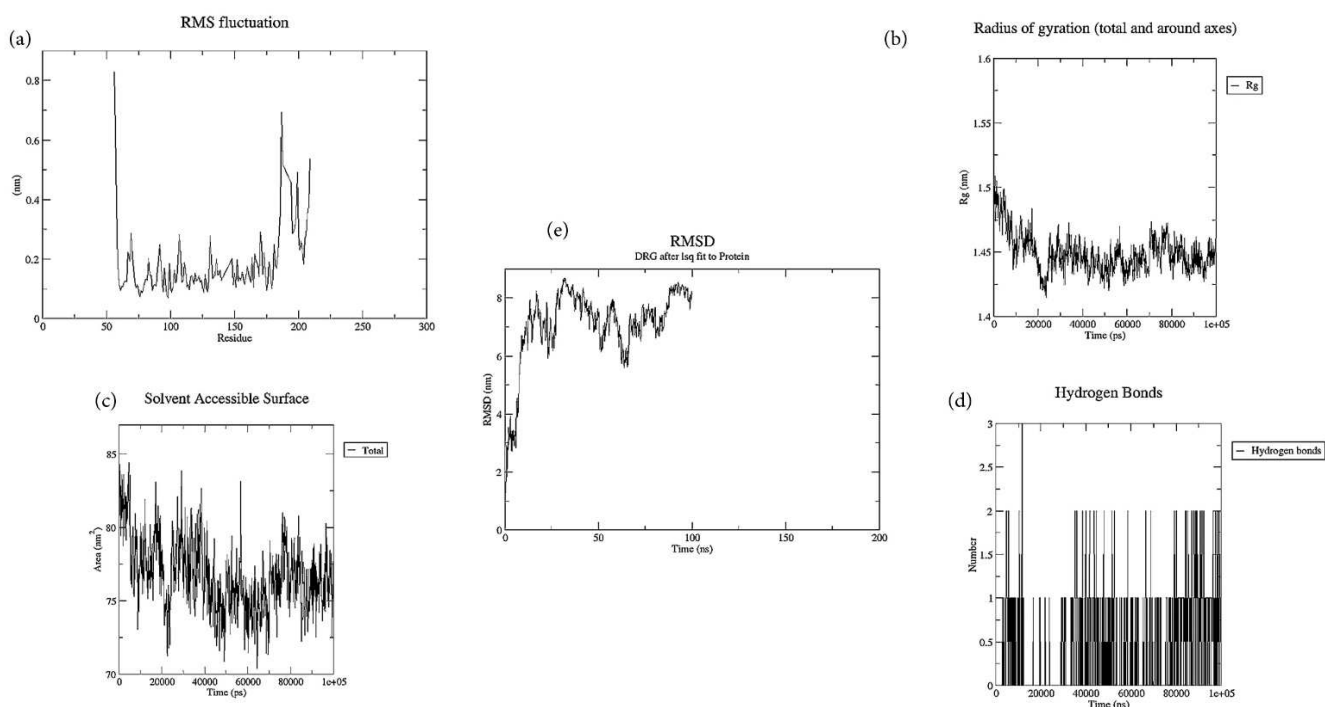 (a)
RMS fluctuation
(nm)
0.8
0.6
0.4
0.2
0
0
50
100
150
200
250
300
Residue
(b)
Radius of gyration (total and around axes)
Rg (nm)
1.6
1.55
1.5
1.45
1.4
0
20000
40000
60000
80000
1e+05
Time (ps)
Rg
(e)
RMSD
DRG after lsq fit to Protein
RMSD (nm)
8
6
4
2
0
0
50
100
150
200
Time (ns)
(c)
Solvent Accessible Surface
Area (nm²)
85
80
75
70
0
20000
40000
60000
80000
1e+05
Time (ps)
Total
(d)
Hydrogen Bonds
Number
3
2.5
2
1.5
1
0.5
0
0
20000
40000
60000
80000
1e+05
Time (ps)
Hydrogen bonds